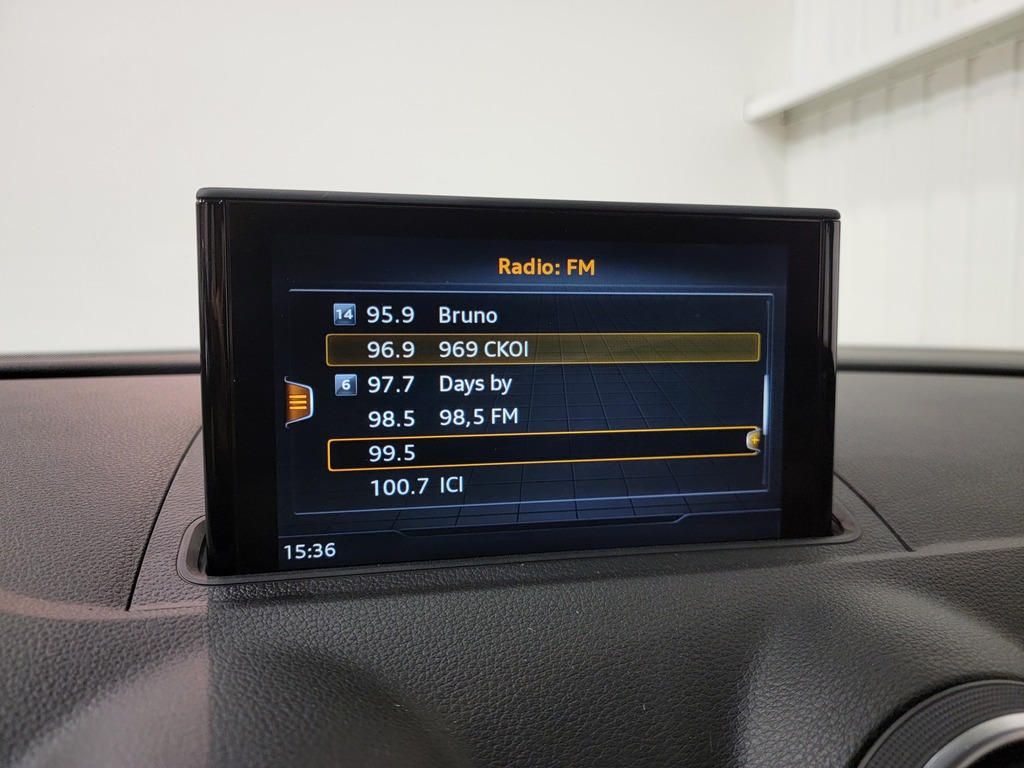 Radio: FM
14 95.9 Bruno
96.9 969 CKOI
6 97.7 Days by
98.5 98,5 FM
99.5
100.7 ICI
15:36